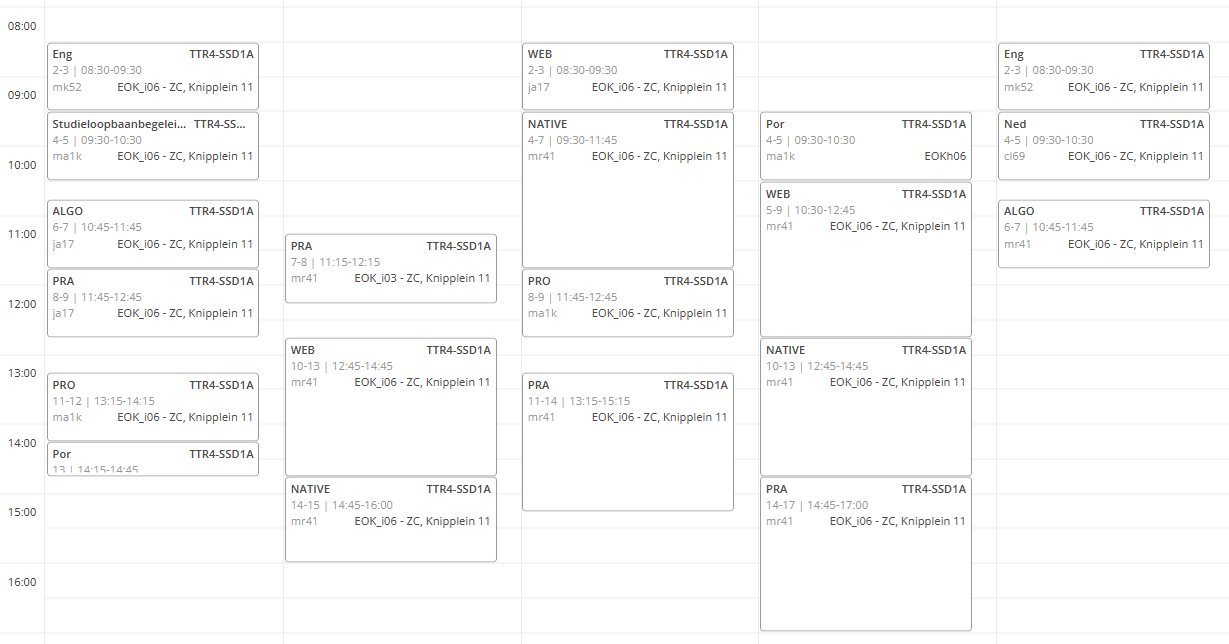 08:00
09:00
10:00
11:00
12:00
13:00
14:00
15:00
16:00
Eng TTR4-SSD1A
2-3 | 08:30-09:30
mk52 EOK_i06 - ZC, Knipplein 11
Studieloopbaanbegelei... TTR4-SS...
4-5 | 09:30-10:30
ma1k EOK_i06 - ZC, Knipplein 11
ALGO TTR4-SSD1A
6-7 | 10:45-11:45
ja17 EOK_i06 - ZC, Knipplein 11
PRA TTR4-SSD1A
8-9 | 11:45-12:45
ja17 EOK_i06 - ZC, Knipplein 11
PRO TTR4-SSD1A
11-12 | 13:15-14:15
ma1k EOK_i06 - ZC, Knipplein 11
Por TTR4-SSD1A
13 | 14:15-14:45
PRA TTR4-SSD1A
7-8 | 11:15-12:15
mr41 EOK_i03 - ZC, Knipplein 11
WEB TTR4-SSD1A
10-13 | 12:45-14:45
mr41 EOK_i06 - ZC, Knipplein 11
NATIVE TTR4-SSD1A
14-15 | 14:45-16:00
mr41 EOK_i06 - ZC, Knipplein 11
WEB TTR4-SSD1A
2-3 | 08:30-09:30
ja17 EOK_i06 - ZC, Knipplein 11
NATIVE TTR4-SSD1A
4-7 | 09:30-11:45
mr41 EOK_i06 - ZC, Knipplein 11
PRO TTR4-SSD1A
8-9 | 11:45-12:45
ma1k EOK_i06 - ZC, Knipplein 11
PRA TTR4-SSD1A
11-14 | 13:15-15:15
mr41 EOK_i06 - ZC, Knipplein 11
Por TTR4-SSD1A
4-5 | 09:30-10:30
ma1k EOKh06
WEB TTR4-SSD1A
5-9 | 10:30-12:45
mr41 EOK_i06 - ZC, Knipplein 11
NATIVE TTR4-SSD1A
10-13 | 12:45-14:45
mr41 EOK_i06 - ZC, Knipplein 11
PRA TTR4-SSD1A
14-17 | 14:45-17:00
mr41 EOK_i06 - ZC, Knipplein 11
Eng TTR4-SSD1A
2-3 | 08:30-09:30
mk52 EOK_i06 - ZC, Knipplein 11
Ned TTR4-SSD1A
4-5 | 09:30-10:30
cl69 EOK_i06 - ZC, Knipplein 11
ALGO TTR4-SSD1A
6-7 | 10:45-11:45
mr41 EOK_i06 - ZC, Knipplein 11